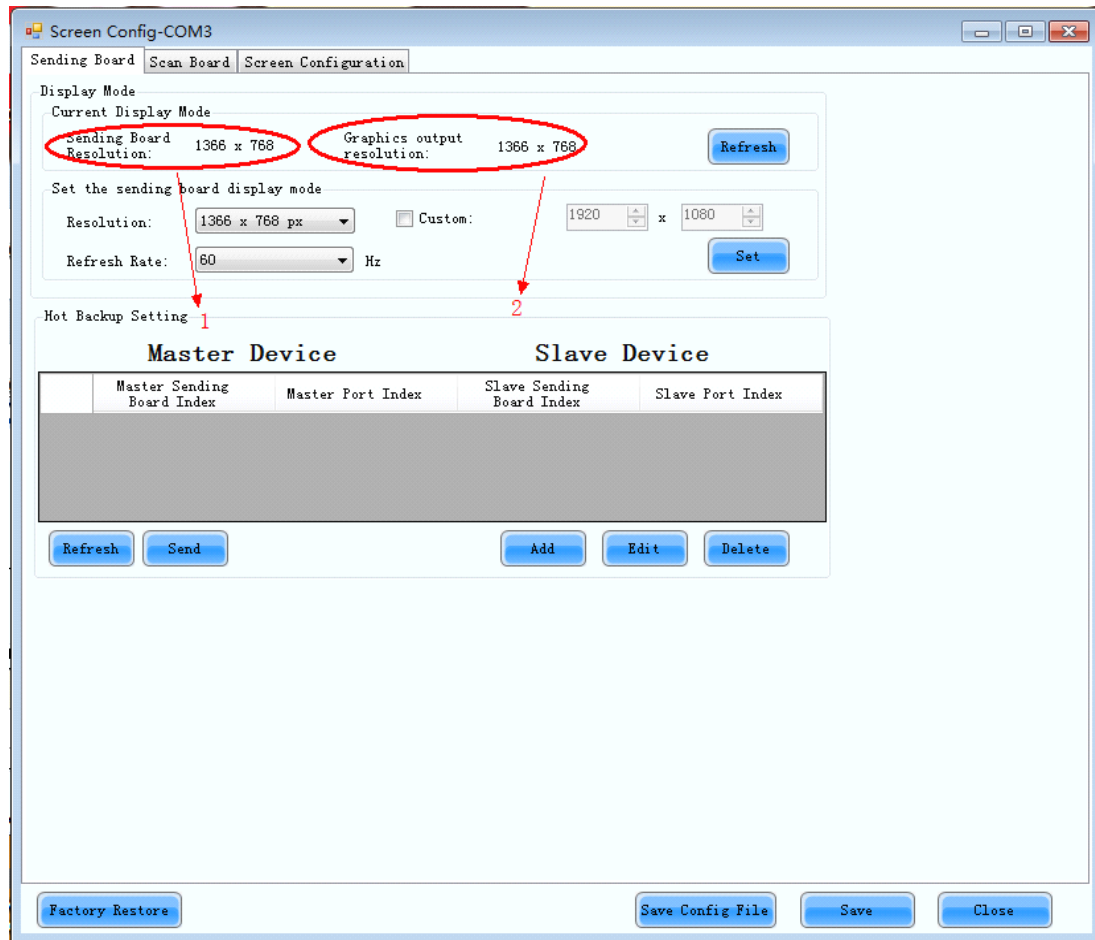 Screen Config-COM3
Sending Board Scan Board Screen Configuration
Display Mode
Current Display Mode
Sending Board
Resolution: 1366 x 768
Graphics output
resolution: 1366 x 768
Refresh
Set the sending board display mode
Resolution: 1366 x 768 px Custom: 1920 x 1080
Refresh Rate: 60 Hz Set
1 2
Hot Backup Setting
Master Device Slave Device
Master Sending
Board Index
Master Port Index
Slave Sending
Board Index
Slave Port Index
Refresh Send Add Edit Delete
Factory Restore Save Config File Save Close